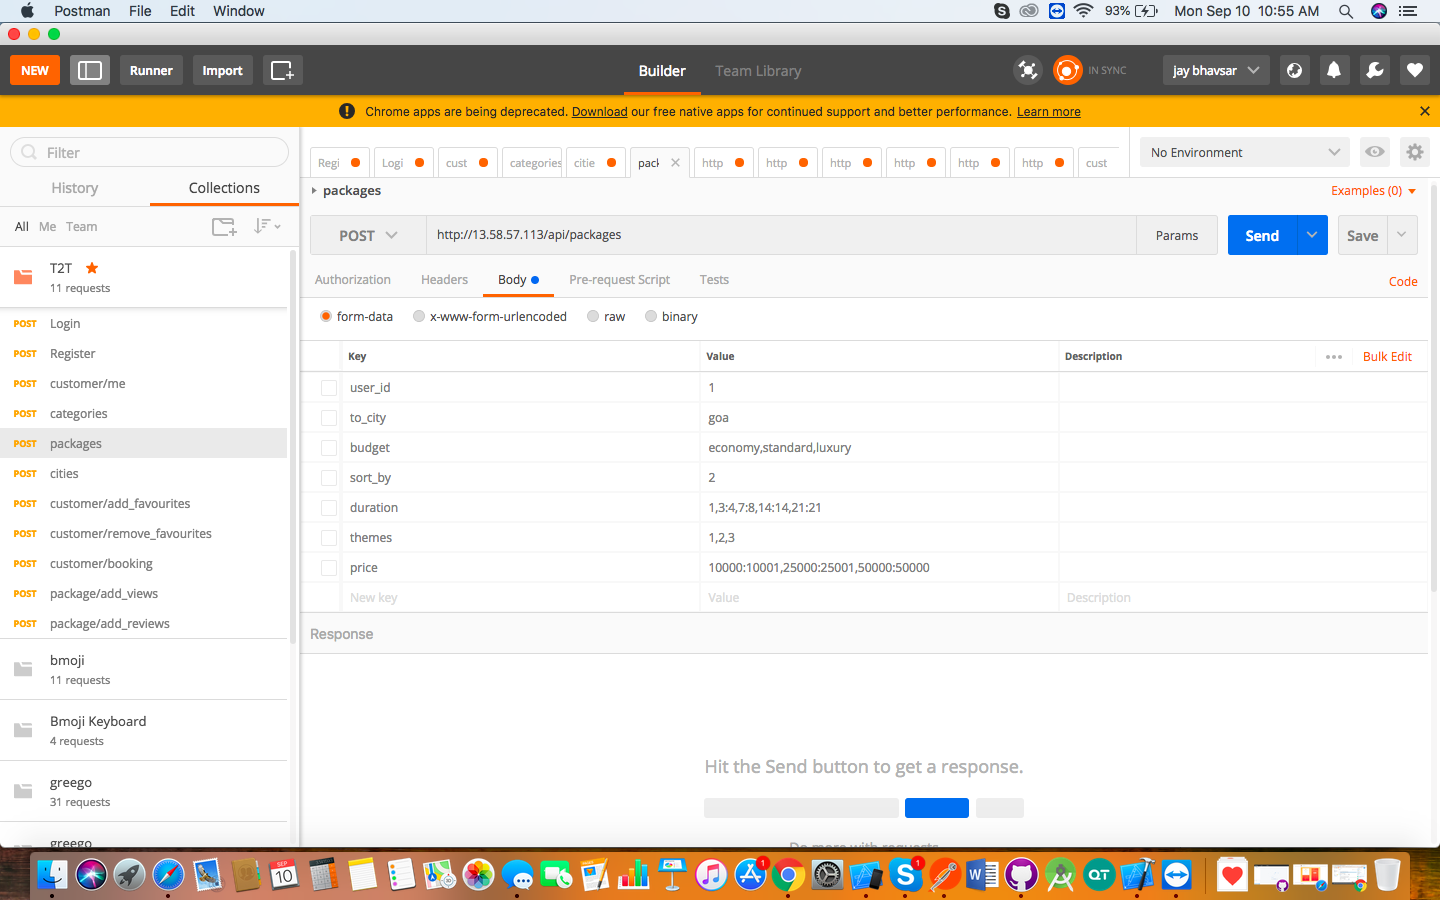 Postman File Edit Window 93% Mon Sep 10 10:55 AM
NEW Runner Import Builder Team Library IN SYNC jay bhavsar
Chrome apps are being deprecated. Download our free native apps for continued support and better performance. Learn more
Filter
History Collections
All Me Team
T2T
11 requests
POST Login
POST Register
POST customer/me
POST categories
POST packages
POST cities
POST customer/add_favourites
POST customer/remove_favourites
POST customer/booking
POST package/add_views
POST package/add_reviews
bmoji
11 requests
Bmoji Keyboard
4 requests
greego
31 requests
greego
Regi Logi cust categories citie pack http http http http http http cust
No Environment
packages
Examples (0)
POST http://13.58.57.113/api/packages Params Send Save
Authorization Headers Body Pre-request Script Tests Code
form-data x-www-form-urlencoded raw binary
Key Value Description ••• Bulk Edit
user_id 1
to_city goa
budget economy,standard,luxury
sort_by 2
duration 1,3:4,7:8,14:14,21:21
themes 1,2,3
price 10000:10001,25000:25001,50000:50000
New key Value Description
Response
Hit the Send button to get a response.
Do more with requests
SEP
10
1
1
QT